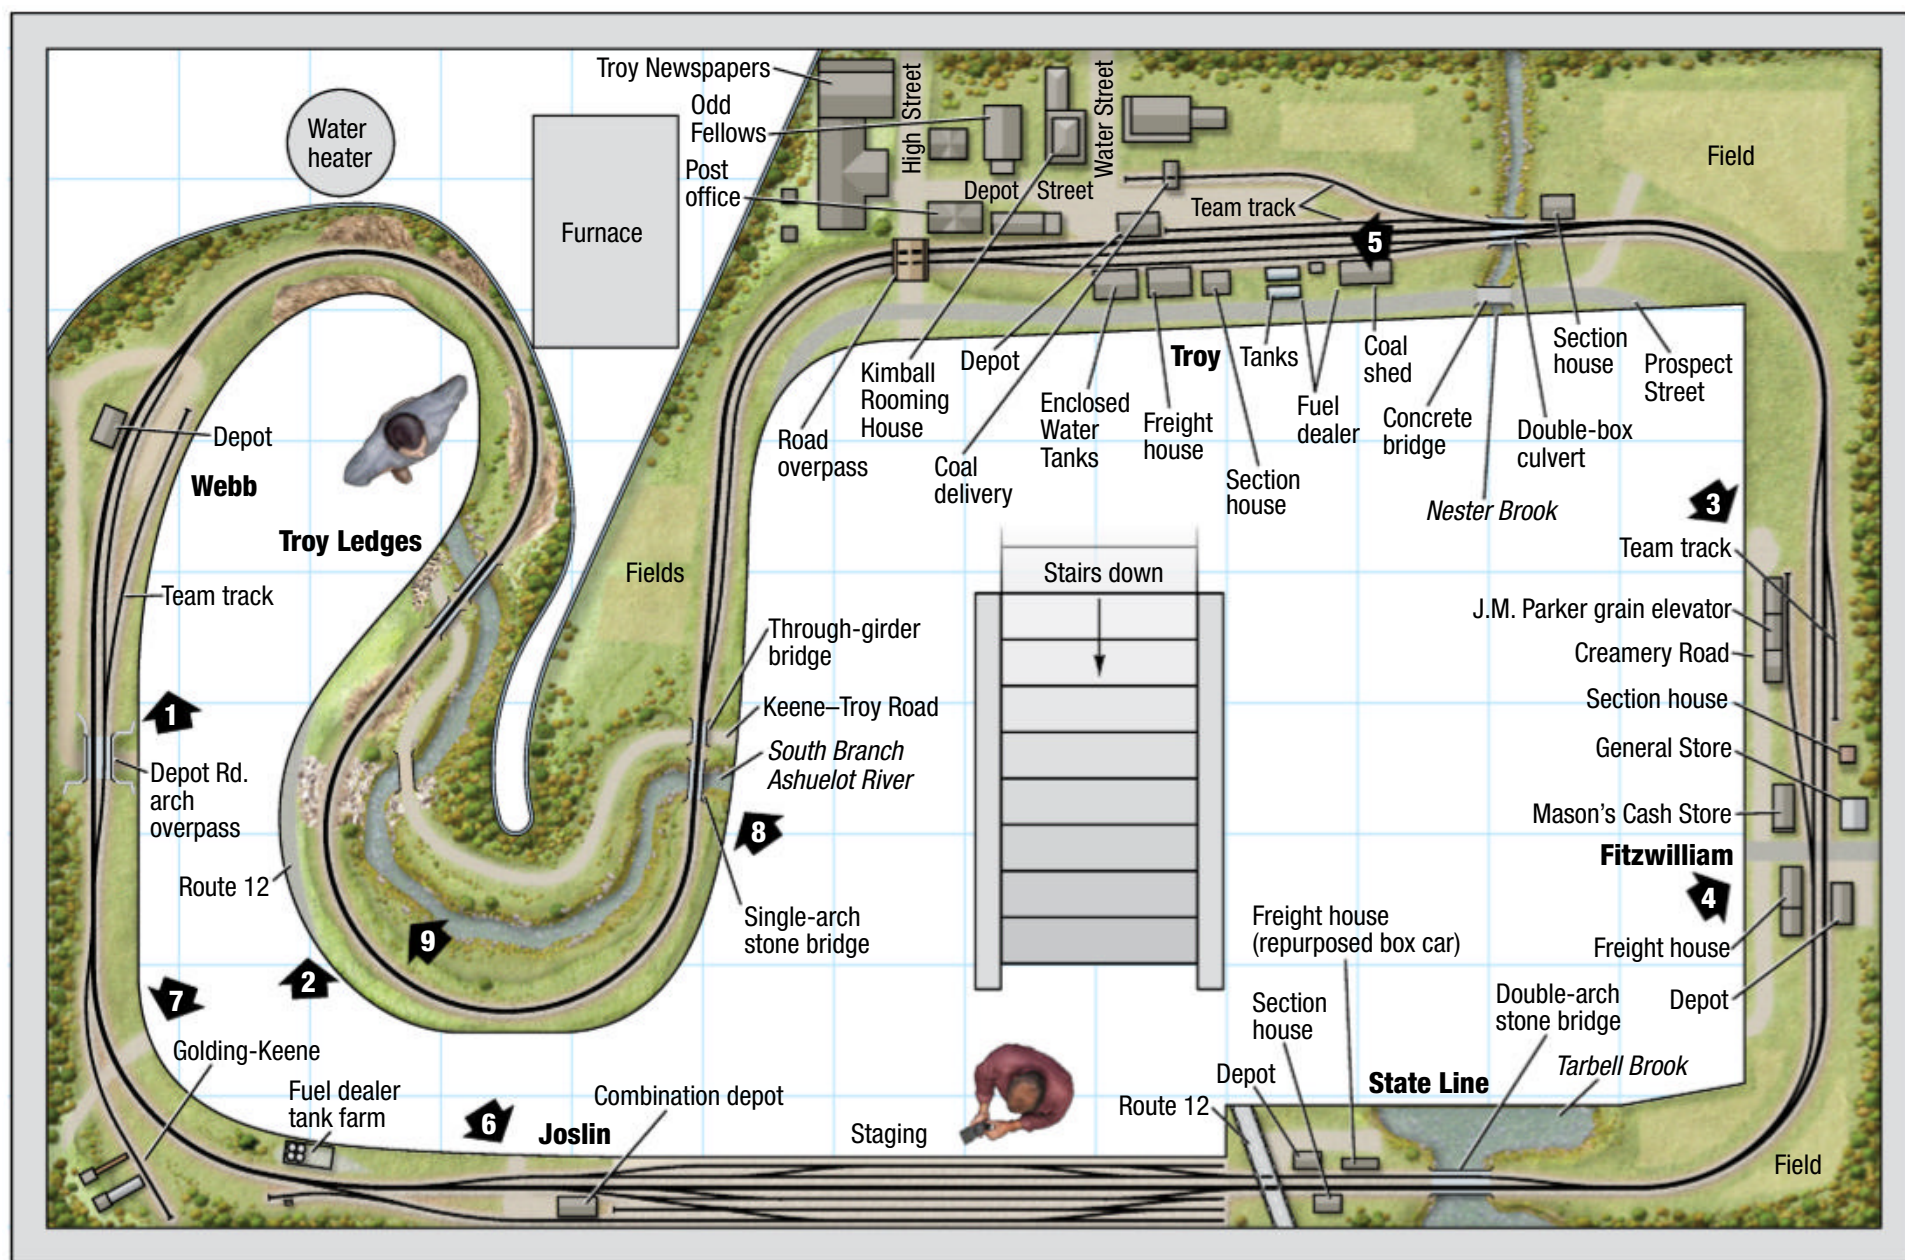 Troy Newspapers
Odd
Fellows
Post
office
High Street
Water Street
Depot Street
Water
heater
Furnace
Team track
5
Field
Kimball
Rooming
House
Depot
Troy
Tanks
Coal
shed
Section
house
Prospect
Street
Road
overpass
Coal
delivery
Enclosed
Water
Tanks
Freight
house
Section
house
Fuel
dealer
Concrete
bridge
Double-box
culvert
Nester Brook
Depot
Webb
Troy Ledges
Team track
Fields
Stairs down
3
Team track
J.M. Parker grain elevator
Creamery Road
Section house
General Store
Mason's Cash Store
Fitzwilliam
4
Freight house
Depot
Through-girder
bridge
Keene–Troy Road
South Branch
Ashuelot River
8
Single-arch
stone bridge
1
Depot Rd.
arch
overpass
Route 12
9
2
7
Golding-Keene
Fuel dealer
tank farm
6
Joslin
Combination depot
Staging
Freight house
(repurposed box car)
Section
house
Depot
Route 12
State Line
Double-arch
stone bridge
Tarbell Brook
Field